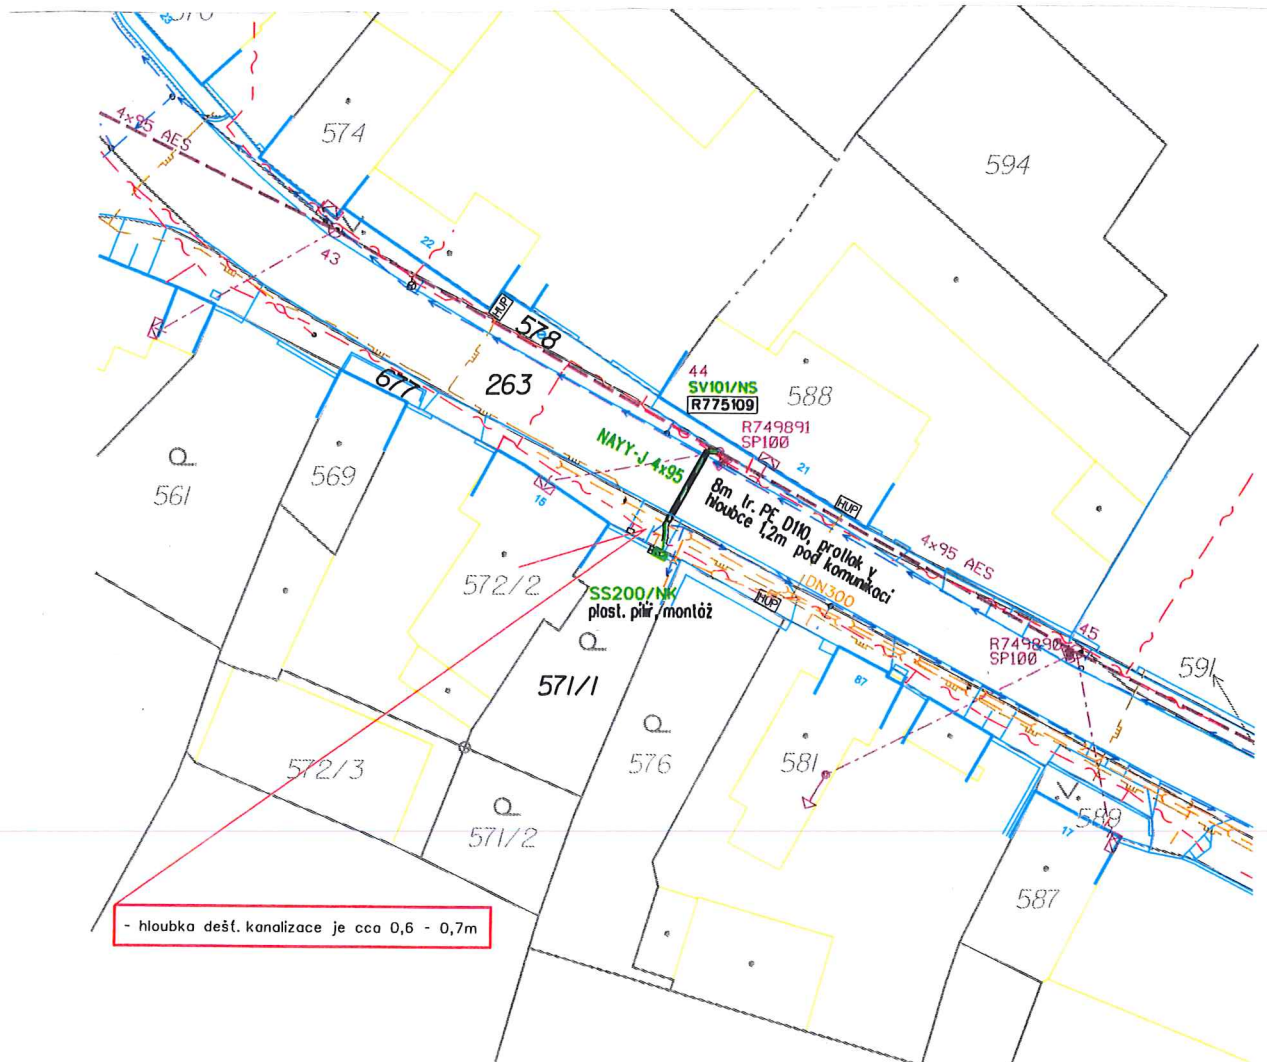 23
4x95 AES
574
594
43
22
HUP
578
44
SV101/NS
R775109
588
677
263
R749891
SP100
21
NAYY-J 4x95
HUP
8m tr. PE D110, protlak v
hloubce 1,2m pod komunikací
4x95 AES
561
569
15
572/2
SS200/NK
plast. pilíř, montáž
DN300
HUP
45
R749890
SP100
591
571/1
87
576
581
572/3
571/2
589
17
587
- hloubka dešť. kanalizace je cca 0,6 - 0,7m